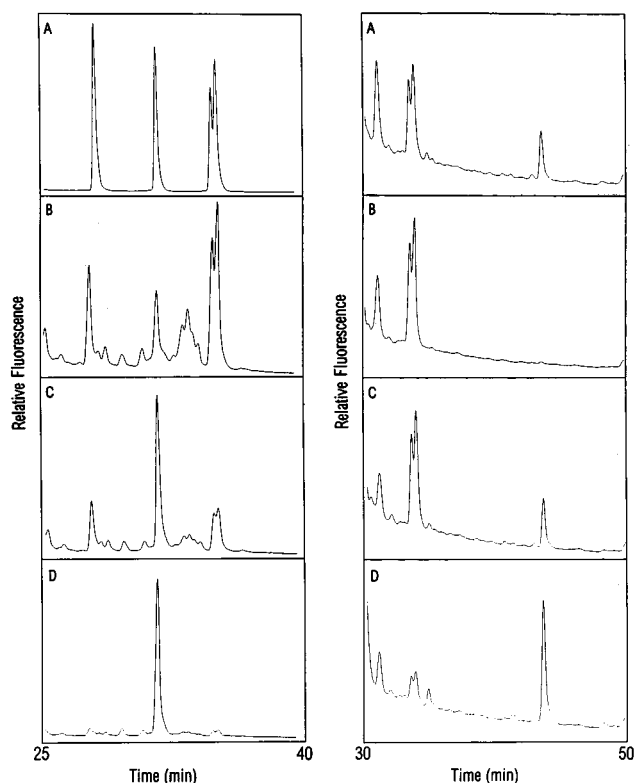 A
B
C
D
Relative Fluorescence
25
40
Time (min)
A
B
C
D
Relative Fluorescence
30
50
Time (min)